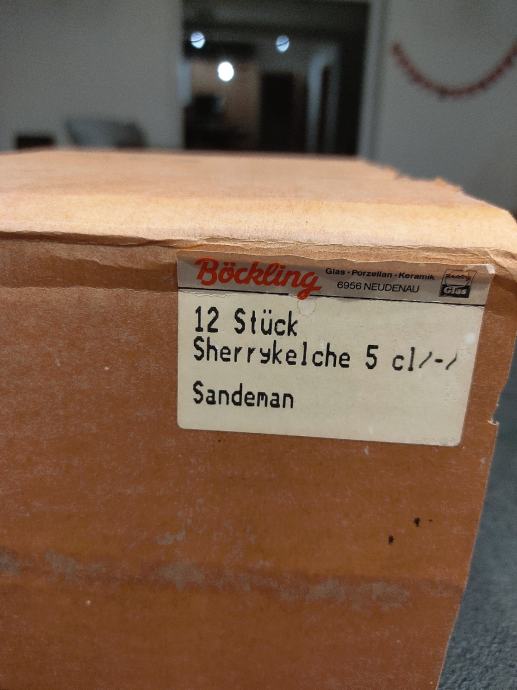 Böckling
Glas · Porzellan · Keramik
6956 NEUDENAU
12 Stück
Sherrykelche 5 cl/-/
Sandeman